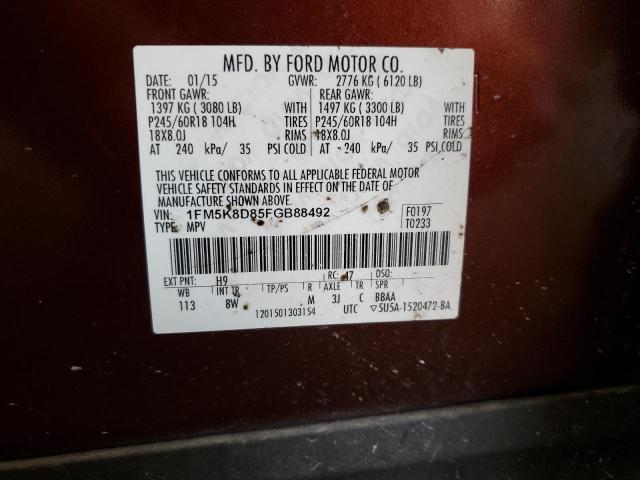 MFD. BY FORD MOTOR CO.
DATE: 01/15 GVWR: 2776 KG ( 6120 LB)
FRONT GAWR: REAR GAWR:
1397 KG ( 3080 LB) WITH 1497 KG ( 3300 LB) WITH
P245/60R18 104H TIRES P245/60R18 104H TIRES
18X8.0J RIMS 18X8.0J RIMS
AT 240 kPa/ 35 PSI COLD AT 240 kPa/ 35 PSI COLD
THIS VEHICLE CONFORMS TO ALL APPLICABLE FEDERAL MOTOR
VEHICLE SAFETY STANDARDS IN EFFECT ON THE DATE OF
MANUFACTURE SHOWN ABOVE.
VIN: 1FM5K8D85FGB88492 F0197
TYPE: MPV T0233
EXT PNT: H9 RC: 47 DSO:
WB INT TR TP/PS R AXLE TR SPR
113 8W M 3J C BBAA
1201501303154 UTC ▽5U5A-1520472-BA